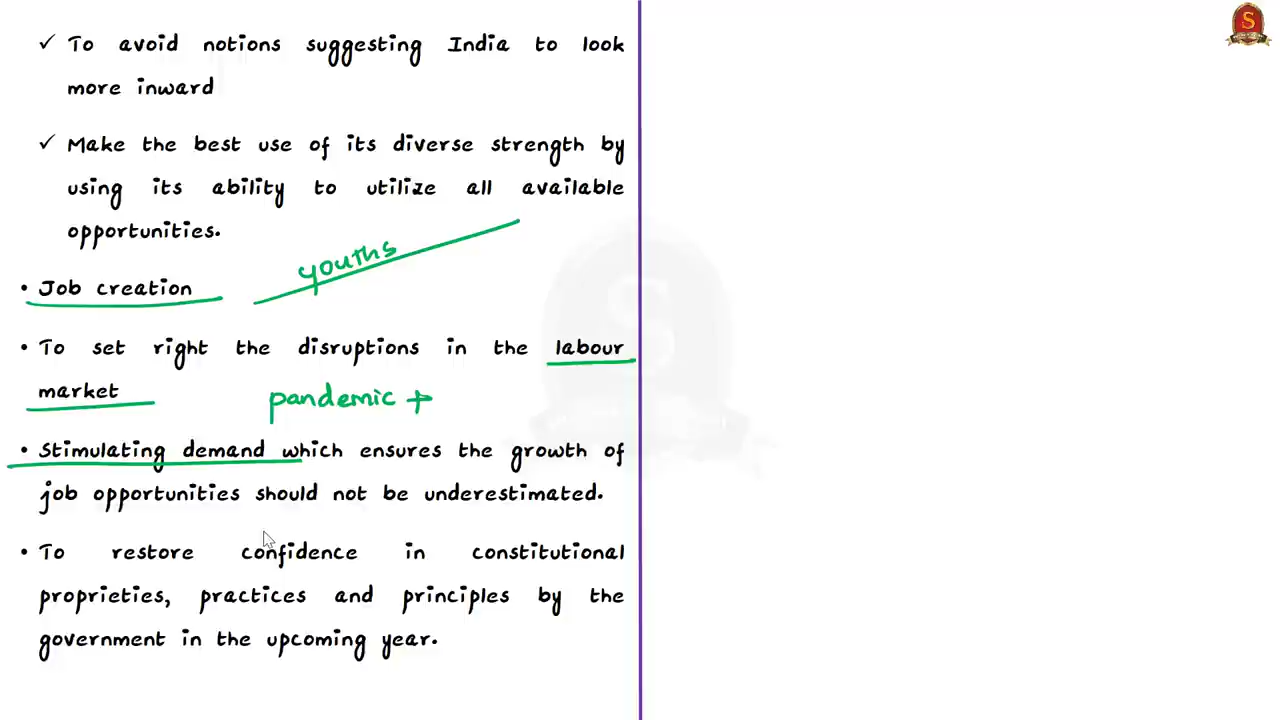 ✓ To avoid notions suggesting India to look
more inward
✓ Make the best use of its diverse strength by
using its ability to utilize all available
opportunities.
youths
• Job creation
• To set right the disruptions in the labour
market
pandemic +
• Stimulating demand which ensures the growth of
job opportunities should not be underestimated.
• To restore confidence in constitutional
proprieties, practices and principles by the
government in the upcoming year.
S